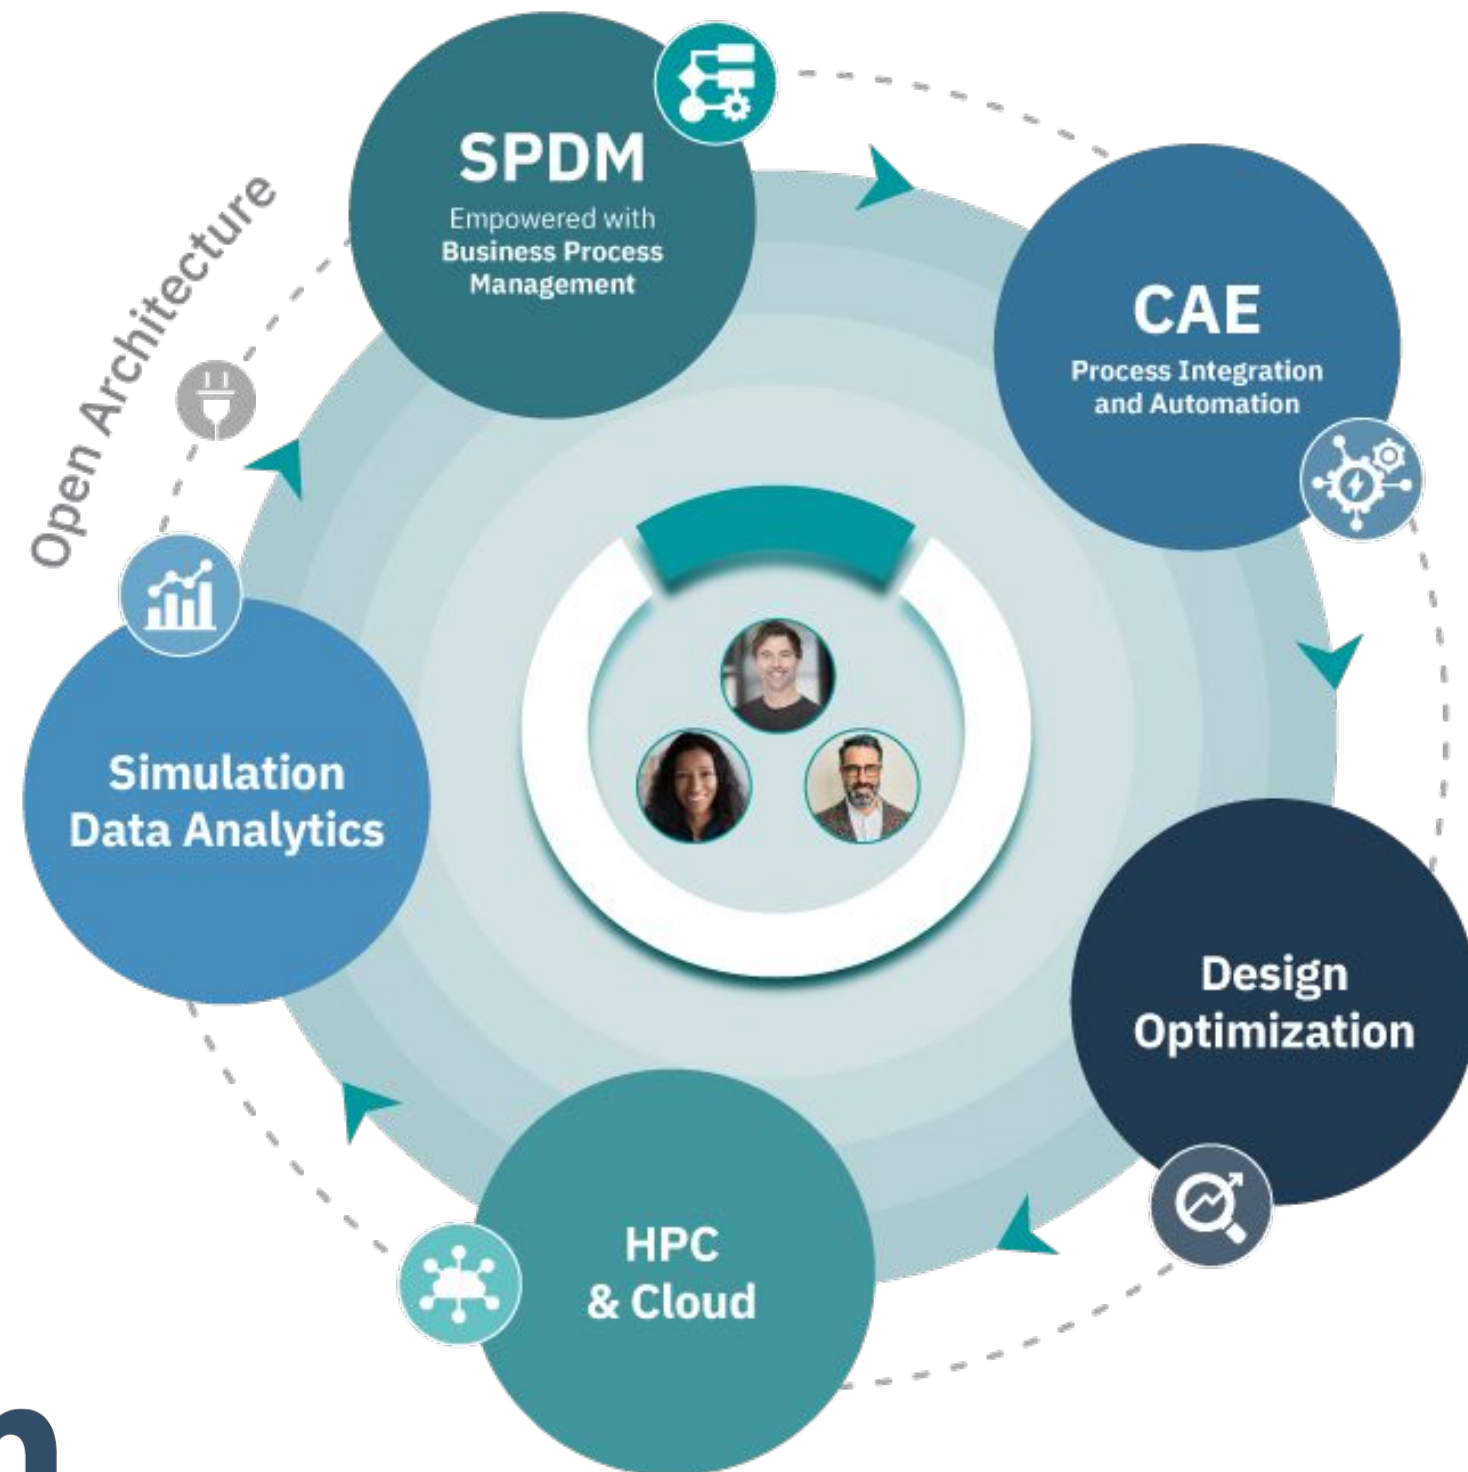 SPDM
Empowered with
Business Process
Management
Open Architecture
CAE
Process Integration
and Automation
Simulation
Data Analytics
Design
Optimization
HPC
& Cloud